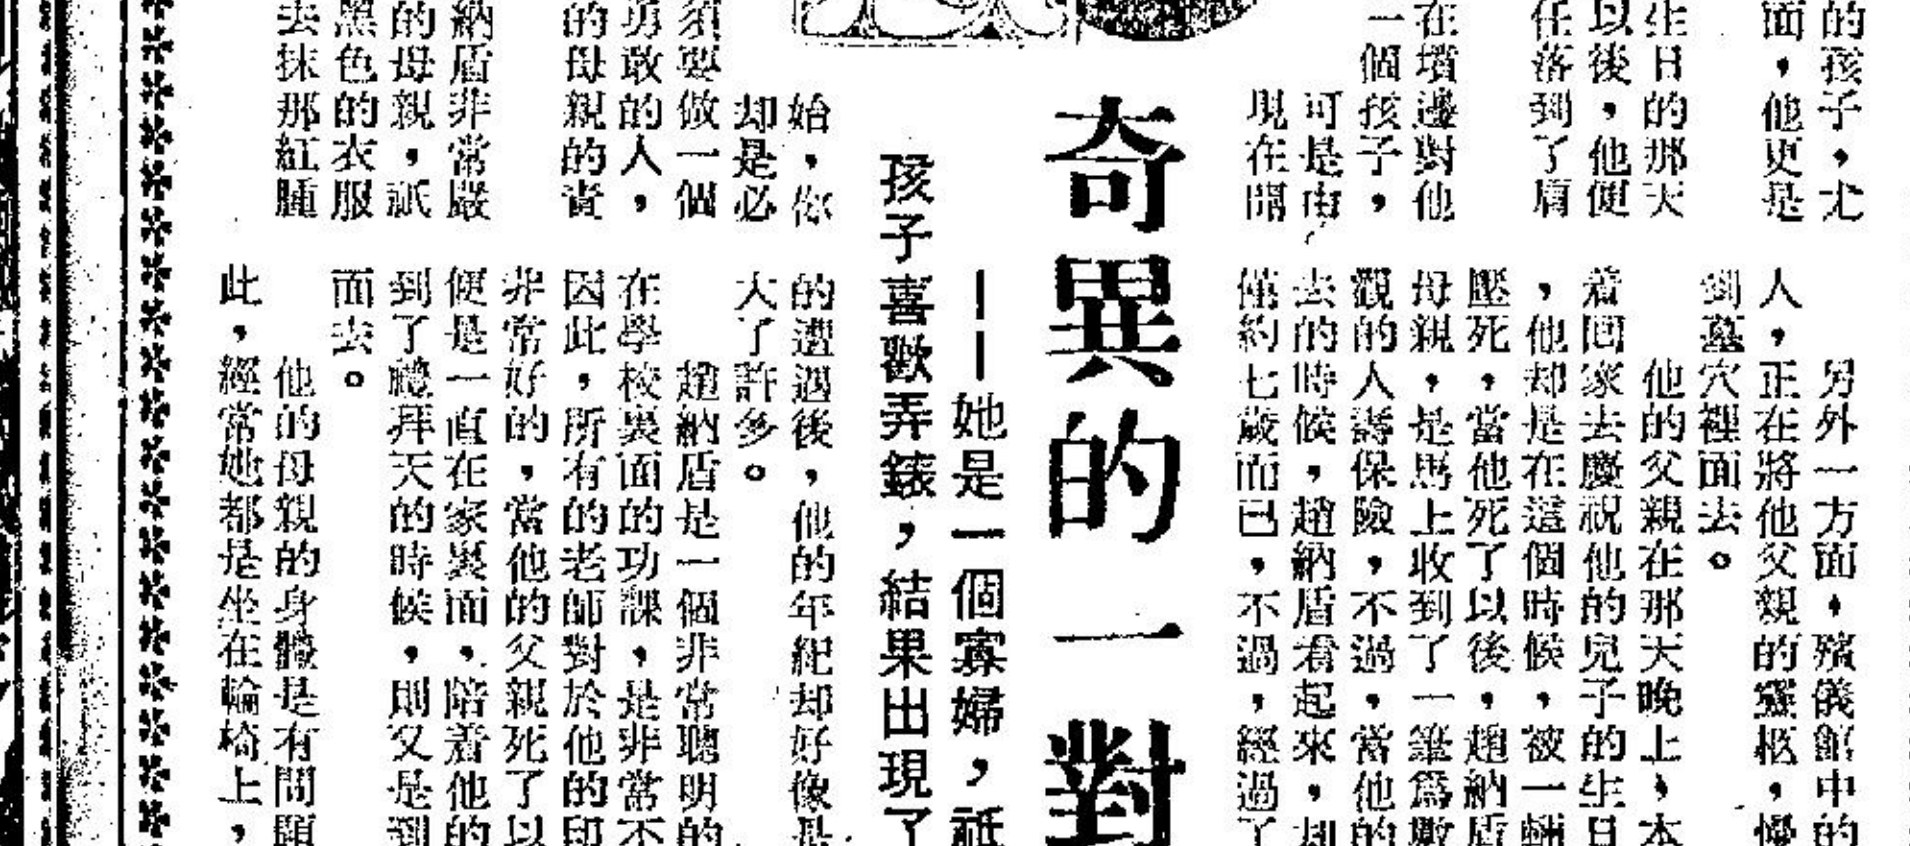 的孩子，尤
面，他更是
生日的那天
以後，他便
任落到了肩
在墳邊對他
一個孩子，
可是由
現在開
始，你
却是必
須要做一個
勇敢的人，
的母親的責
納盾非常嚴
的母親，祇
黑色的衣服
去抹那紅腫
另外一方面，殯儀館中的
人，正在將他父親的靈柩，慢
到墓穴裡面去。
他的父親在那天晚上，本
着回家去慶祝他的兒子的生日
，他却是在這個時候，被一輛
壓死，當他死了以後，趙納盾
母親，是馬上收到了一筆爲數
觀的人壽保險，不過，當他的
去的時候，趙納盾看起來，却
僅約七歲而已，不過，經過了
奇異的一對
——她是一個寡婦，祇
孩子喜歡弄錶，結果出現了
的遭遇後，他的年紀却好像是
大了許多。
趙納盾是一個非常聰明的
在學校裏面的功課，是非常不
因此，所有的老師對於他的印
非常好的，當他的父親死了以
便是一直在家裏面，陪着他的
到了禮拜天的時候，則又是到
面去。
他的母親的身體是有問題
此，經常她都是坐在輪椅上，